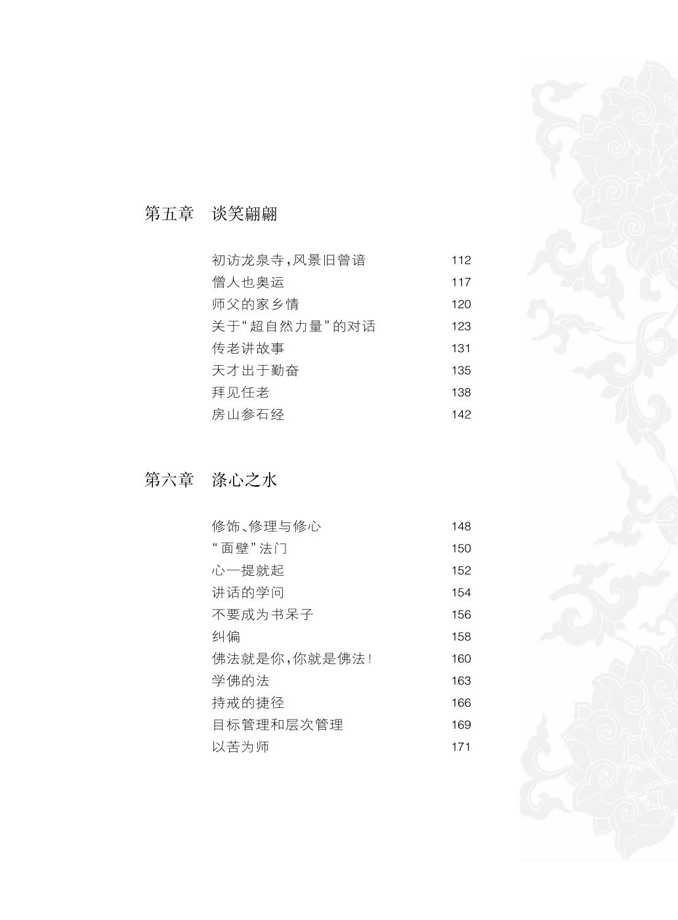 第五章 谈笑翩翩
初访龙泉寺，风景旧曾谙 112
僧人也奥运 117
师父的家乡情 120
关于“超自然力量”的对话 123
传老讲故事 131
天才出于勤奋 135
拜见任老 138
房山参石经 142
第六章 涤心之水
修饰、修理与修心 148
“面壁”法门 150
心一提就起 152
讲话的学问 154
不要成为书呆子 156
纠偏 158
佛法就是你，你就是佛法！ 160
学佛的法 163
持戒的捷径 166
目标管理和层次管理 169
以苦为师 171